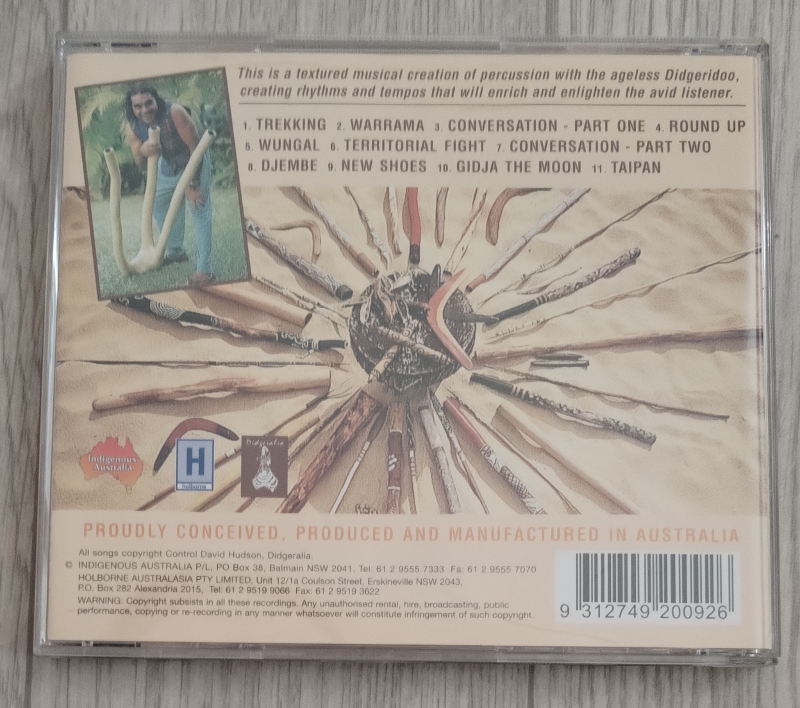 This is a textured musical creation of percussion with the ageless Didgeridoo,
creating rhythms and tempos that will enrich and enlighten the avid listener.
1. TREKKING 2. WARRAMA 3. CONVERSATION - PART ONE 4. ROUND UP
5. WUNGAL 6. TERRITORIAL FIGHT 7. CONVERSATION - PART TWO
8. DJEMBE 9. NEW SHOES 10. GIDJA THE MOON 11. TAIPAN
Indigenous
Australia
H
holborne
Didgeralia
PROUDLY CONCEIVED, PRODUCED AND MANUFACTURED IN AUSTRALIA
All songs copyright Control David Hudson, Didgeralia.
© INDIGENOUS AUSTRALIA P/L, PO Box 38, Balmain NSW 2041. Tel: 61 2 9555 7333 Fa: 61 2 9555 7070
HOLBORNE AUSTRALASIA PTY LIMITED, Unit 12/1a Coulson Street, Erskineville NSW 2043,
P.O. Box 282 Alexandria 2015, Tel: 61 2 9519 9066 Fax: 61 2 9519 3622
WARNING: Copyright subsists in all these recordings. Any unauthorised rental, hire, broadcasting, public
performance, copying or re-recording in any manner whatsoever will constitute infringement of such copyright.
9 312749 200926